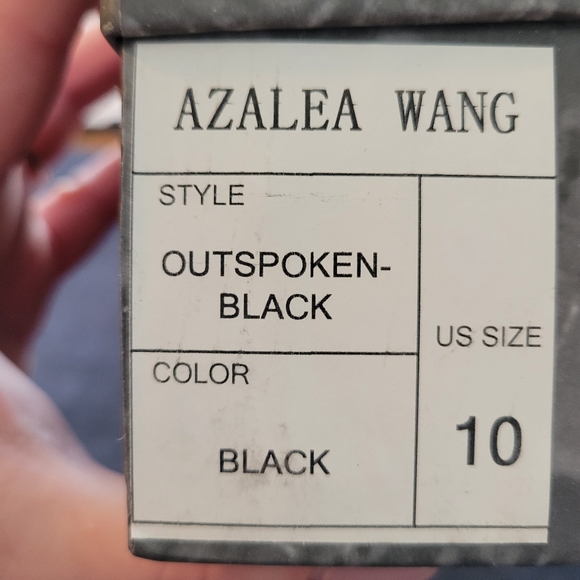 AZALEA WANG
STYLE
OUTSPOKEN-
BLACK
COLOR
BLACK
US SIZE
10